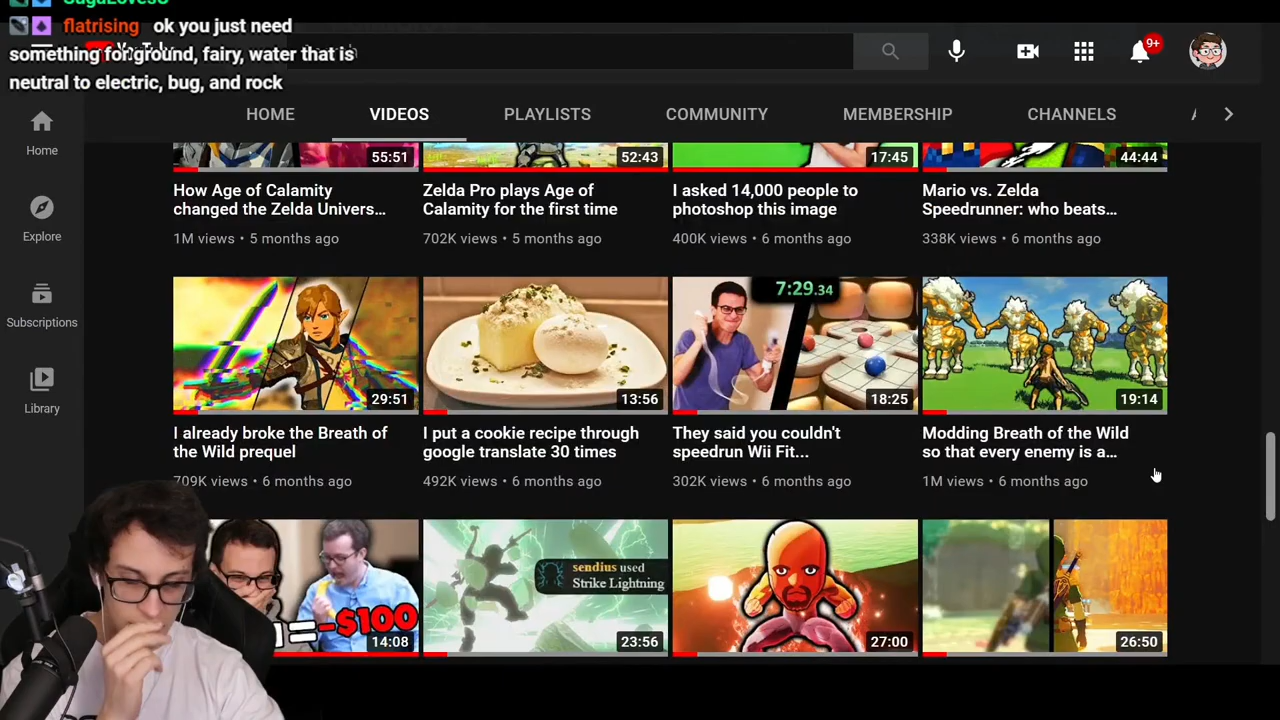 flatrising ok you just need
something for ground, fairy, water that is
neutral to electric, bug, and rock
9+
HOME VIDEOS PLAYLISTS COMMUNITY MEMBERSHIP CHANNELS
Home
Explore
Subscriptions
Library
55:51
52:43
17:45
44:44
How Age of Calamity
changed the Zelda Univers...
1M views • 5 months ago
Zelda Pro plays Age of
Calamity for the first time
702K views • 5 months ago
I asked 14,000 people to
photoshop this image
400K views • 6 months ago
Mario vs. Zelda
Speedrunner: who beats...
338K views • 6 months ago
29:51
13:56
7:29.34
18:25
19:14
I already broke the Breath of
the Wild prequel
709K views • 6 months ago
I put a cookie recipe through
google translate 30 times
492K views • 6 months ago
They said you couldn't
speedrun Wii Fit...
302K views • 6 months ago
Modding Breath of the Wild
so that every enemy is a...
1M views • 6 months ago
=-$100
14:08
sendius used
Strike Lightning
23:56
27:00
26:50